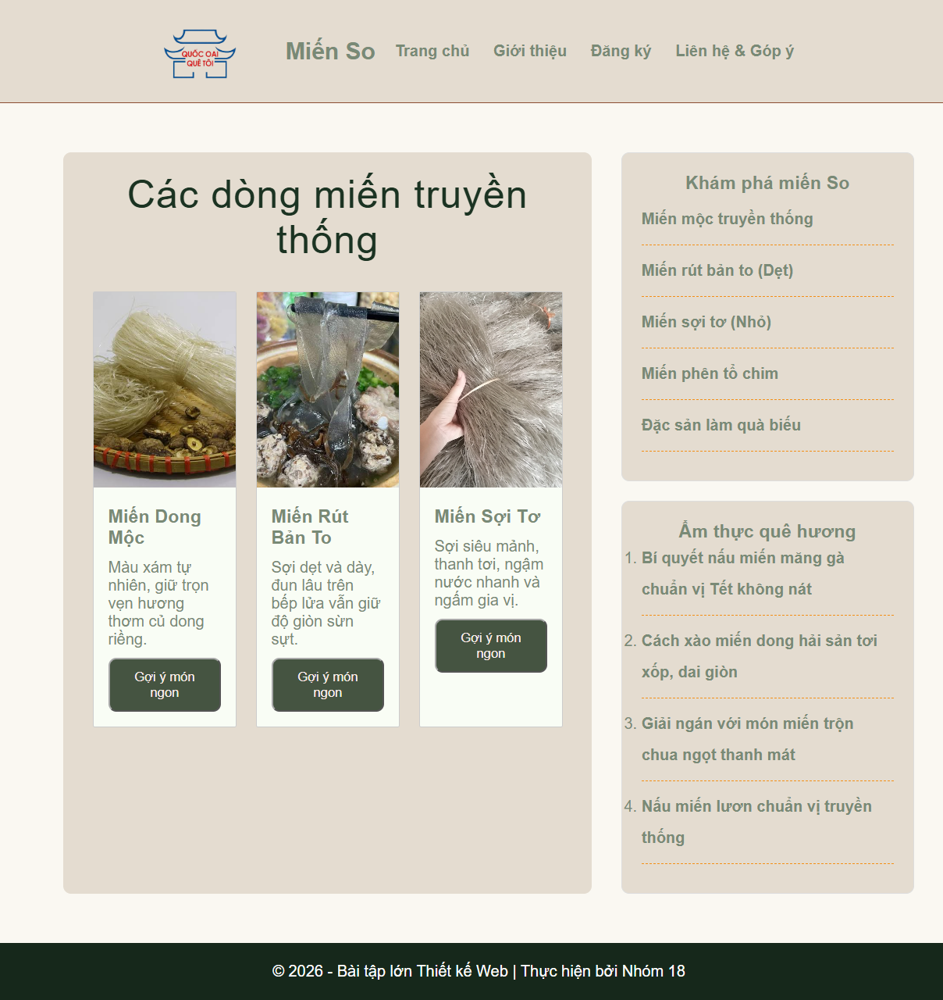 QUỐC OAI
QUÊ TÔI
Miến So
Trang chủ
Giới thiệu
Đăng ký
Liên hệ & Góp ý
Các dòng miến truyền
thống
Miến Dong
Mộc
Màu xám tự
nhiên, giữ trọn
vẹn hương
thơm củ dong
riềng.
Gợi ý món
ngon
Miến Rút
Bản To
Sợi dẹt và dày,
đun lâu trên
bếp lửa vẫn giữ
độ giòn sừn
sựt.
Gợi ý món
ngon
Miến Sợi Tơ
Sợi siêu mảnh,
thanh tơi, ngậm
nước nhanh và
ngấm gia vị.
Gợi ý món
ngon
Khám phá miến So
Miến mộc truyền thống
Miến rút bản to (Dẹt)
Miến sợi tơ (Nhỏ)
Miến phên tổ chim
Đặc sản làm quà biếu
Ẩm thực quê hương
1. Bí quyết nấu miến măng gà
chuẩn vị Tết không nát
2. Cách xào miến dong hải sản tơi
xốp, dai giòn
3. Giải ngán với món miến trộn
chua ngọt thanh mát
4. Nấu miến lươn chuẩn vị truyền
thống
© 2026 - Bài tập lớn Thiết kế Web | Thực hiện bởi Nhóm 18